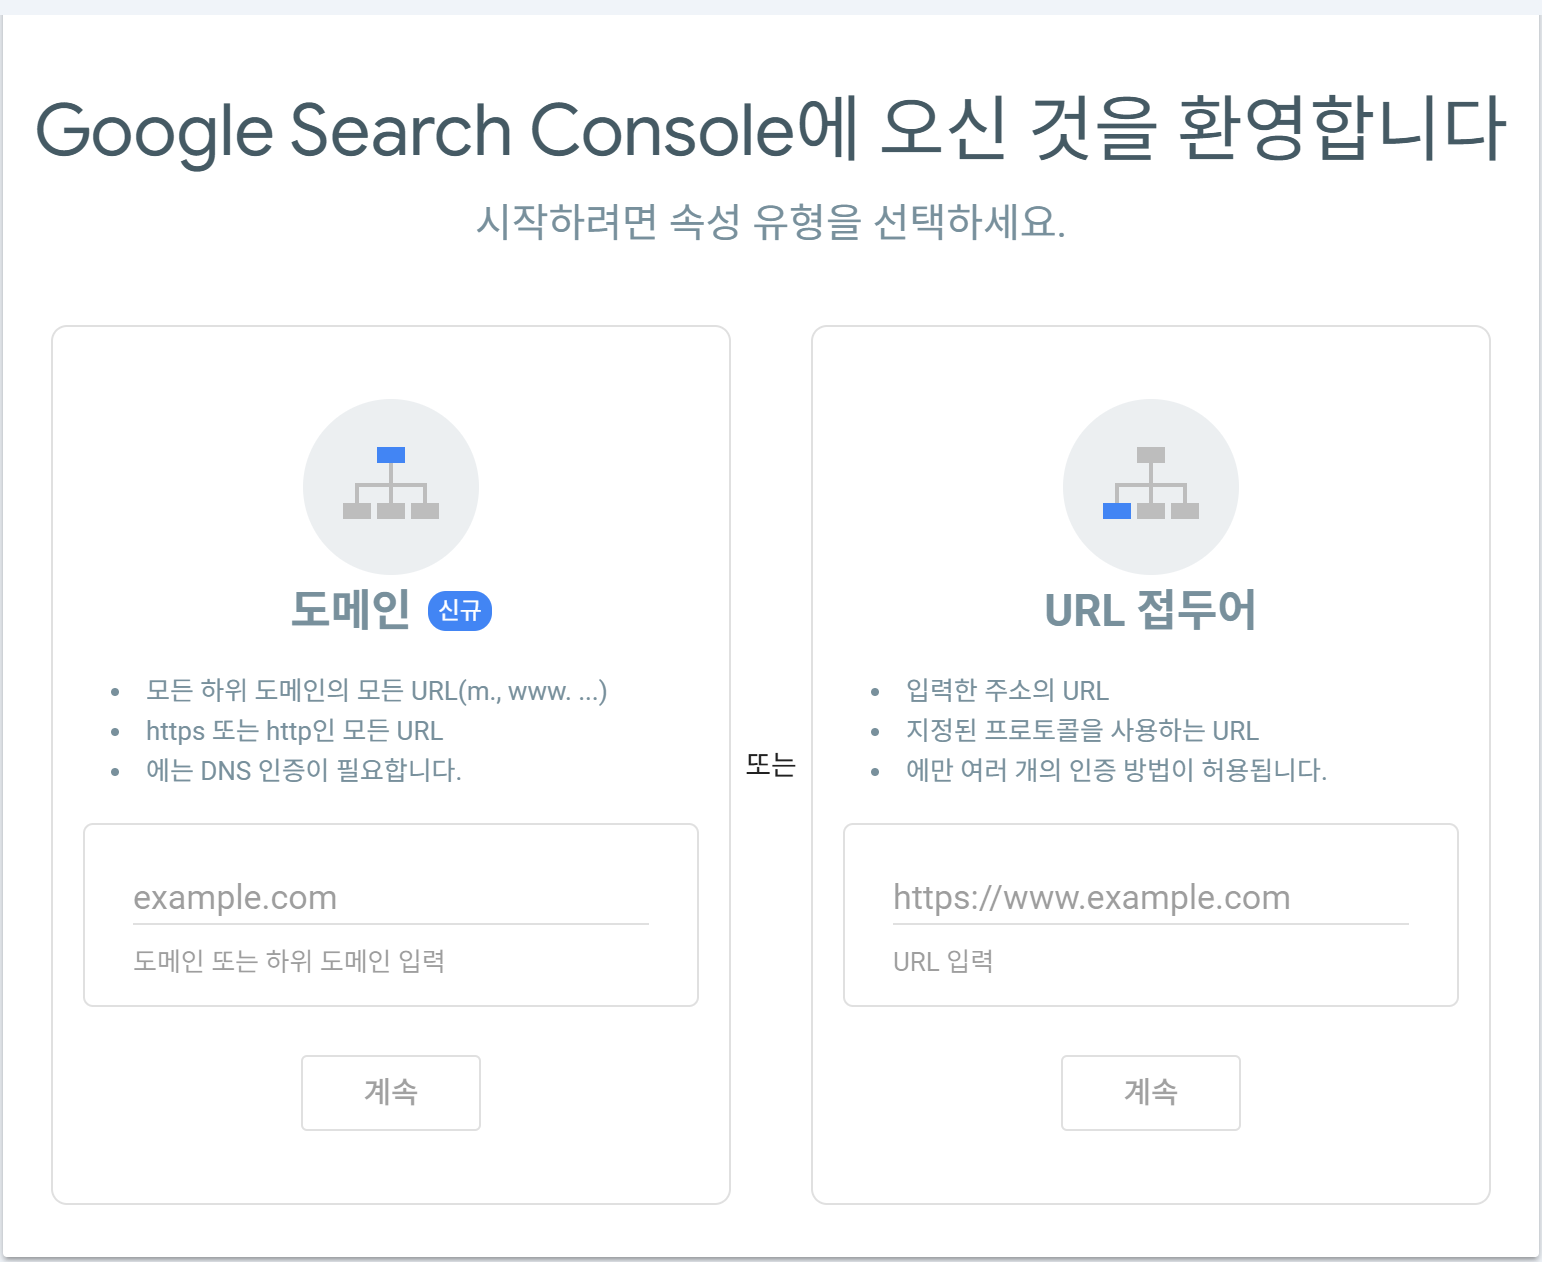 Google Search Console에 오신 것을 환영합니다
시작하려면 속성 유형을 선택하세요.
도메인 신규
모든 하위 도메인의 모든 URL(m., www. ...)
https 또는 http인 모든 URL
에는 DNS 인증이 필요합니다.
example.com
도메인 또는 하위 도메인 입력
계속
또는
URL 접두어
입력한 주소의 URL
지정된 프로토콜을 사용하는 URL
에만 여러 개의 인증 방법이 허용됩니다.
https://www.example.com
URL 입력
계속